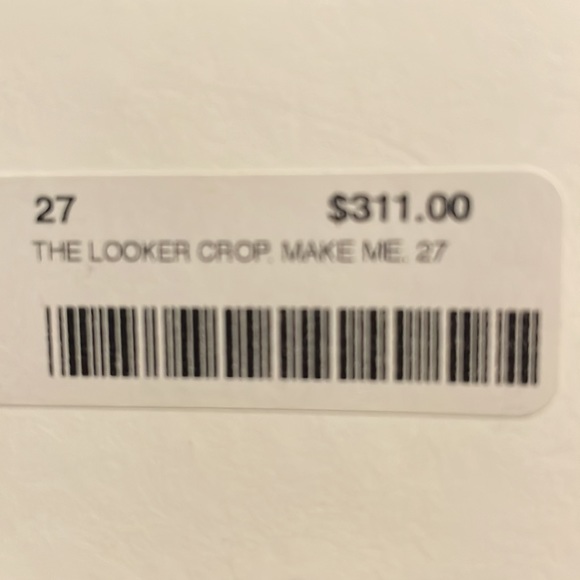 27 $311.00
THE LOOKER CROP. MAKE ME. 27